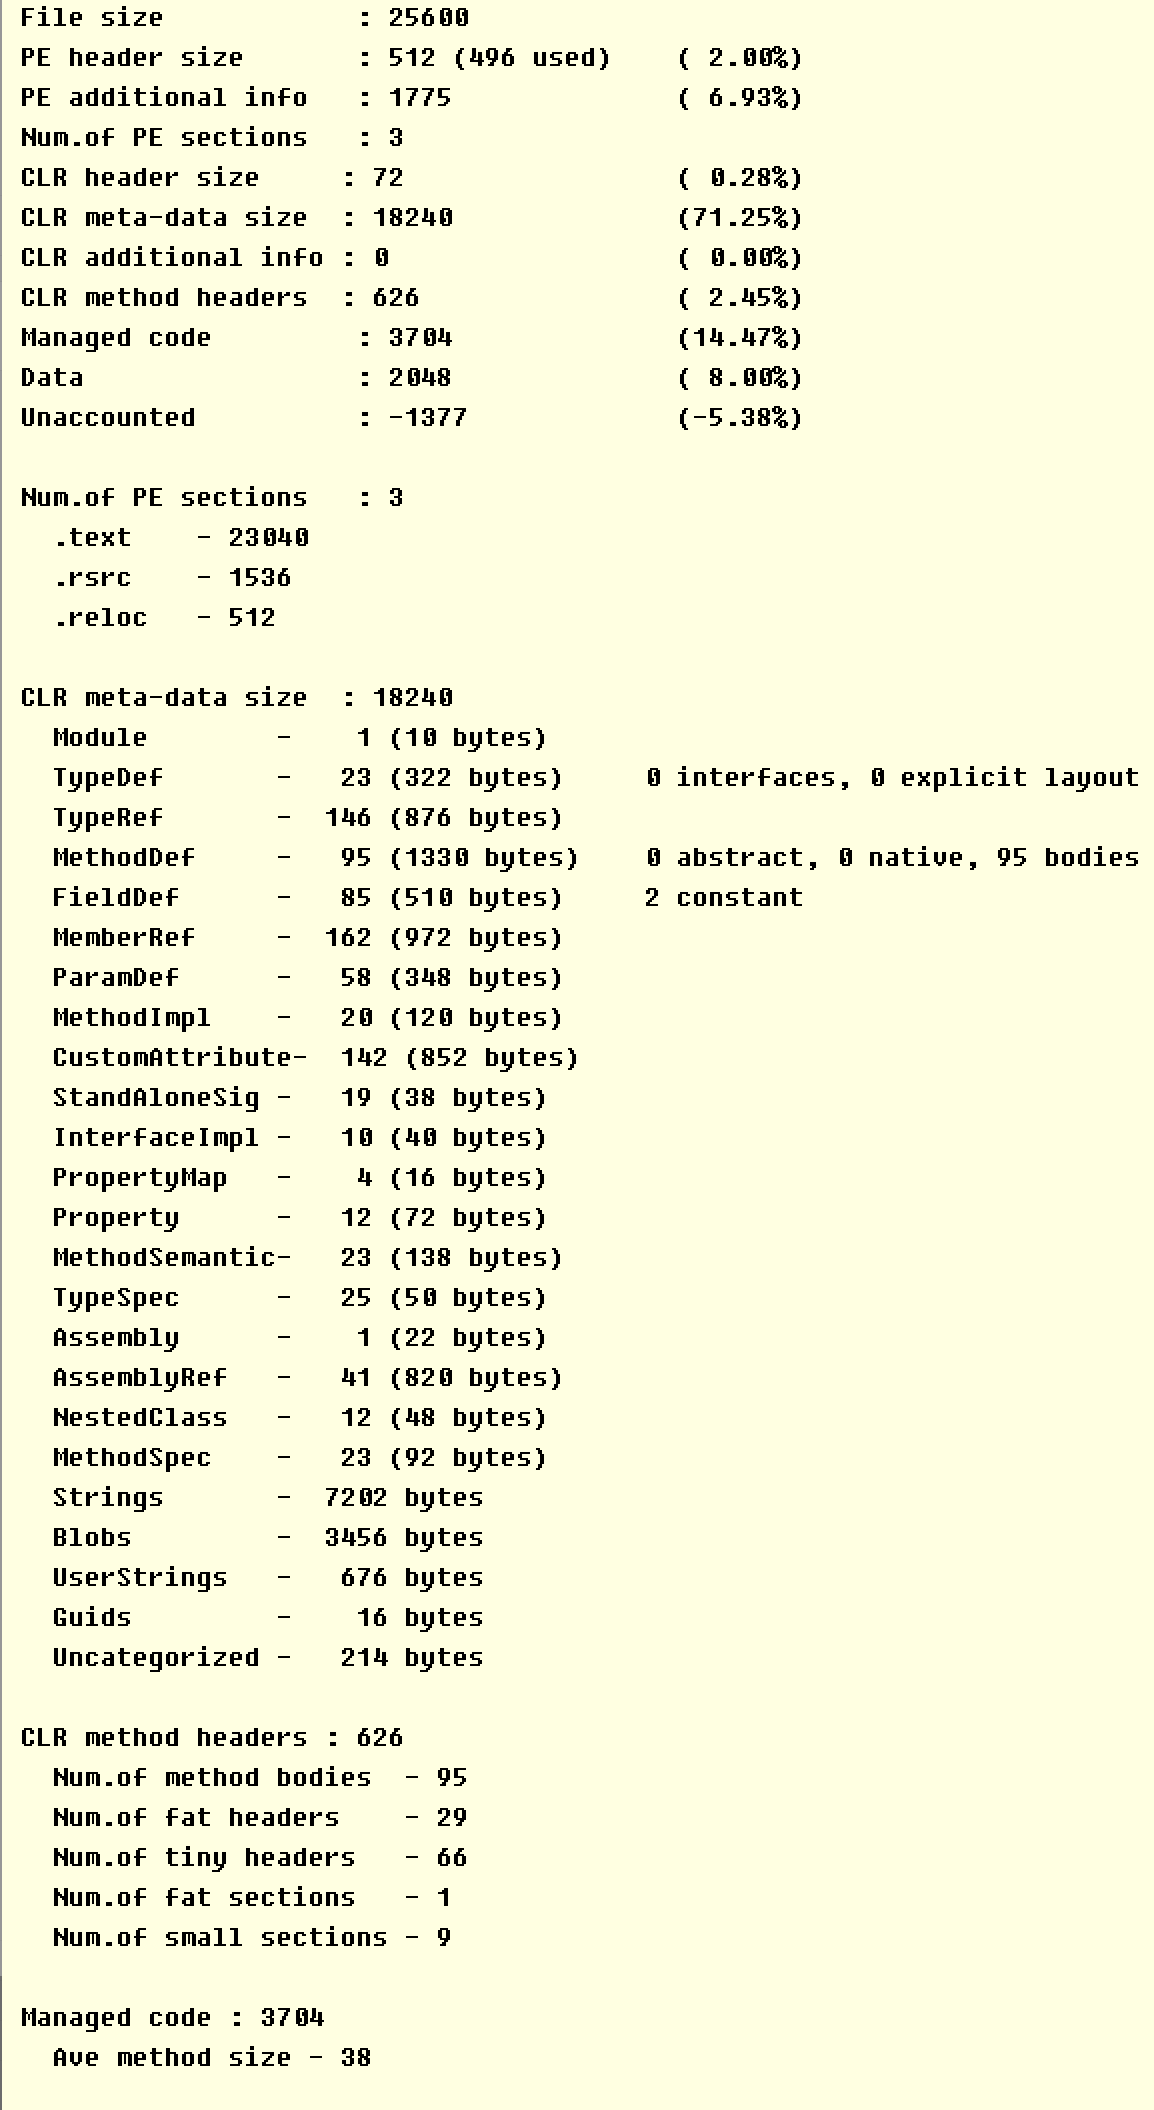 File size            : 25600
PE header size       : 512 (496 used)    ( 2.00%)
PE additional info   : 1775              ( 6.93%)
Num.of PE sections   : 3
CLR header size     : 72                 ( 0.28%)
CLR meta-data size  : 18240              (71.25%)
CLR additional info : 0                  ( 0.00%)
CLR method headers  : 626                ( 2.45%)
Managed code         : 3704              (14.47%)
Data                 : 2048              ( 8.00%)
Unaccounted          : -1377             (-5.38%)

Num.of PE sections   : 3
  .text    - 23040
  .rsrc    - 1536
  .reloc   - 512

CLR meta-data size  : 18240
  Module        -    1 (10 bytes)
  TypeDef       -   23 (322 bytes)     0 interfaces, 0 explicit layout
  TypeRef       -  146 (876 bytes)
  MethodDef     -   95 (1330 bytes)    0 abstract, 0 native, 95 bodies
  FieldDef      -   85 (510 bytes)     2 constant
  MemberRef     -  162 (972 bytes)
  ParamDef      -   58 (348 bytes)
  MethodImpl    -   20 (120 bytes)
  CustomAttribute-  142 (852 bytes)
  StandAloneSig -   19 (38 bytes)
  InterfaceImpl -   10 (40 bytes)
  PropertyMap   -    4 (16 bytes)
  Property      -   12 (72 bytes)
  MethodSemantic-   23 (138 bytes)
  TypeSpec      -   25 (50 bytes)
  Assembly      -    1 (22 bytes)
  AssemblyRef   -   41 (820 bytes)
  NestedClass   -   12 (48 bytes)
  MethodSpec    -   23 (92 bytes)
  Strings       -  7202 bytes
  Blobs         -  3456 bytes
  UserStrings   -   676 bytes
  Guids         -    16 bytes
  Uncategorized -   214 bytes

CLR method headers : 626
  Num.of method bodies  - 95
  Num.of fat headers    - 29
  Num.of tiny headers   - 66
  Num.of fat sections   - 1
  Num.of small sections - 9

Managed code : 3704
  Ave method size - 38